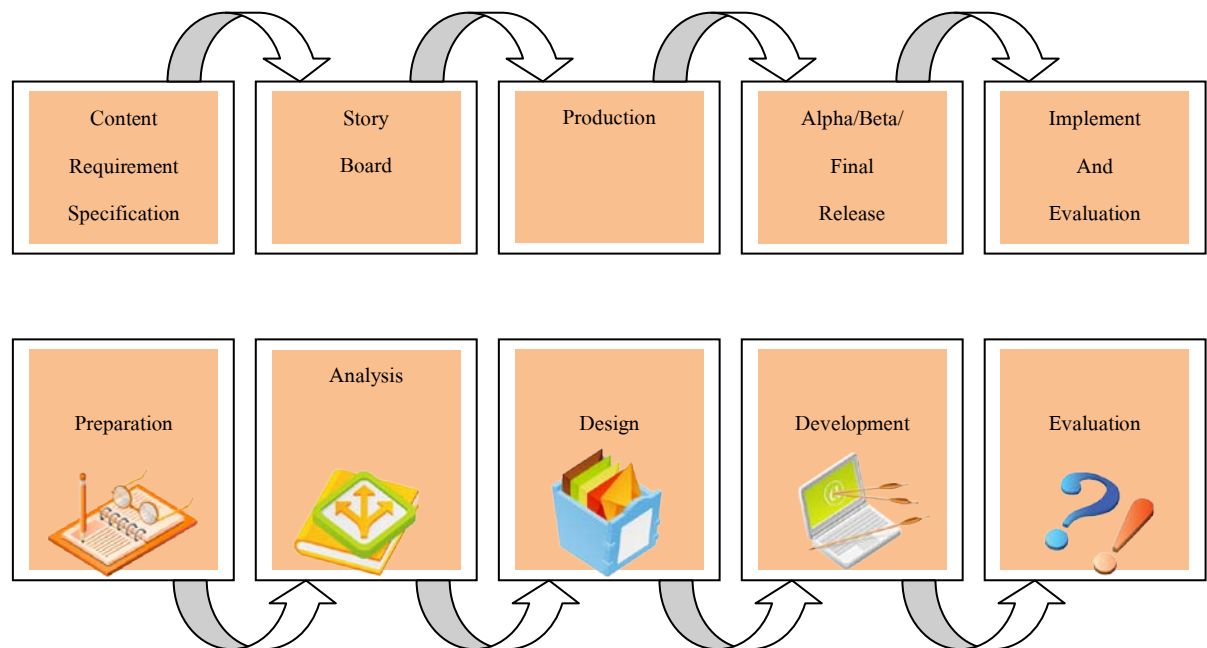 Content
Requirement
Specification
Story
Board
Production
Alpha/Beta/
Final
Release
Implement
And
Evaluation
Preparation
Analysis
Design
Development
Evaluation